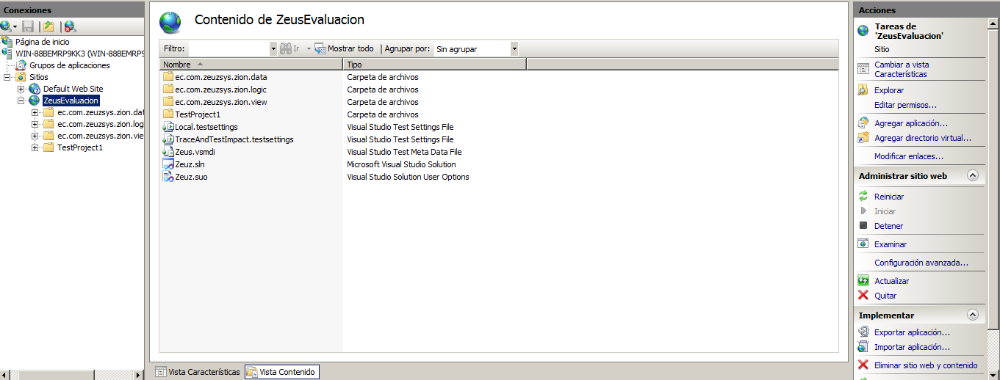 Conexiones
Página de inicio
WIN-88BEMRP9KK3 (WIN-88BEMRP9
Grupos de aplicaciones
Sitios
Default Web Site
ZeusEvaluacion
ec.com.zeuzsys.zion.dat
ec.com.zeuzsys.zion.log
ec.com.zeuzsys.zion.vie
TestProject1
Contenido de ZeusEvaluacion
Filtro: Ir Mostrar todo Agrupar por: Sin agrupar
Nombre Tipo
ec.com.zeuzsys.zion.data Carpeta de archivos
ec.com.zeuzsys.zion.logic Carpeta de archivos
ec.com.zeuzsys.zion.view Carpeta de archivos
TestProject1 Carpeta de archivos
Local.testsettings Visual Studio Test Settings File
TraceAndTestImpact.testsettings Visual Studio Test Settings File
Zeus.vsmdi Visual Studio Test Meta Data File
Zeuz.sln Microsoft Visual Studio Solution
Zeuz.suo Visual Studio Solution User Options
Vista Características Vista Contenido
Acciones
Tareas de
'ZeusEvaluacion'
Sitio
Cambiar a vista
Características
Explorar
Editar permisos...
Agregar aplicación...
Agregar directorio virtual...
Modificar enlaces...
Administrar sitio web
Reiniciar
Iniciar
Detener
Examinar
Configuración avanzada...
Actualizar
Quitar
Implementar
Exportar aplicación...
Importar aplicación...
Eliminar sitio web y contenido